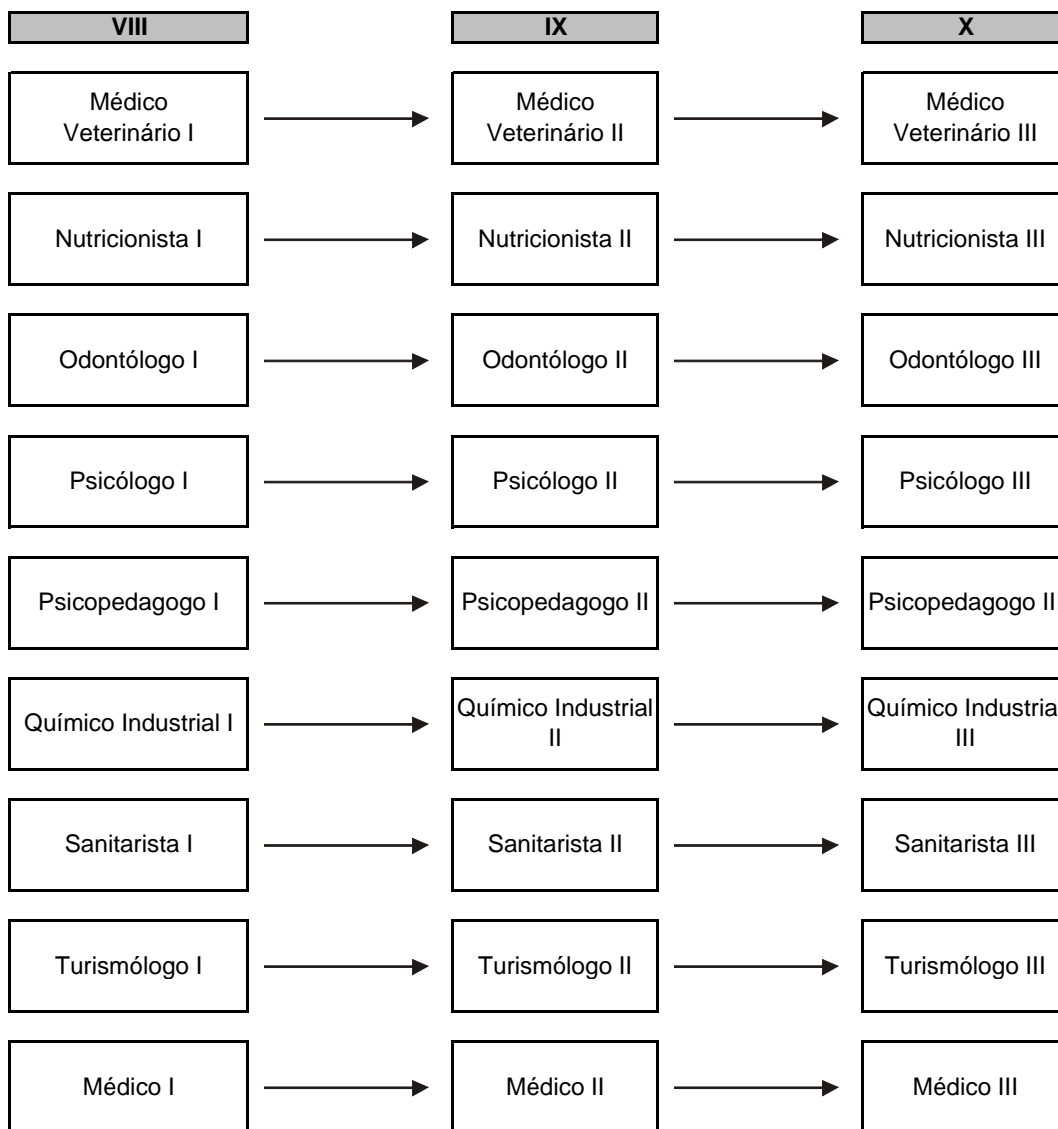 VIII IX X
Médico Médico Médico
Veterinário I Veterinário II Veterinário III
Nutricionista I Nutricionista II Nutricionista III
Odontólogo I Odontólogo II Odontólogo III
Psicólogo I Psicólogo II Psicólogo III
Psicopedagogo I Psicopedagogo II Psicopedagogo III
Químico Industrial I Químico Industrial Químico Industria
II III
Sanitarista I Sanitarista II Sanitarista III
Turismólogo I Turismólogo II Turismólogo III
Médico I Médico II Médico III